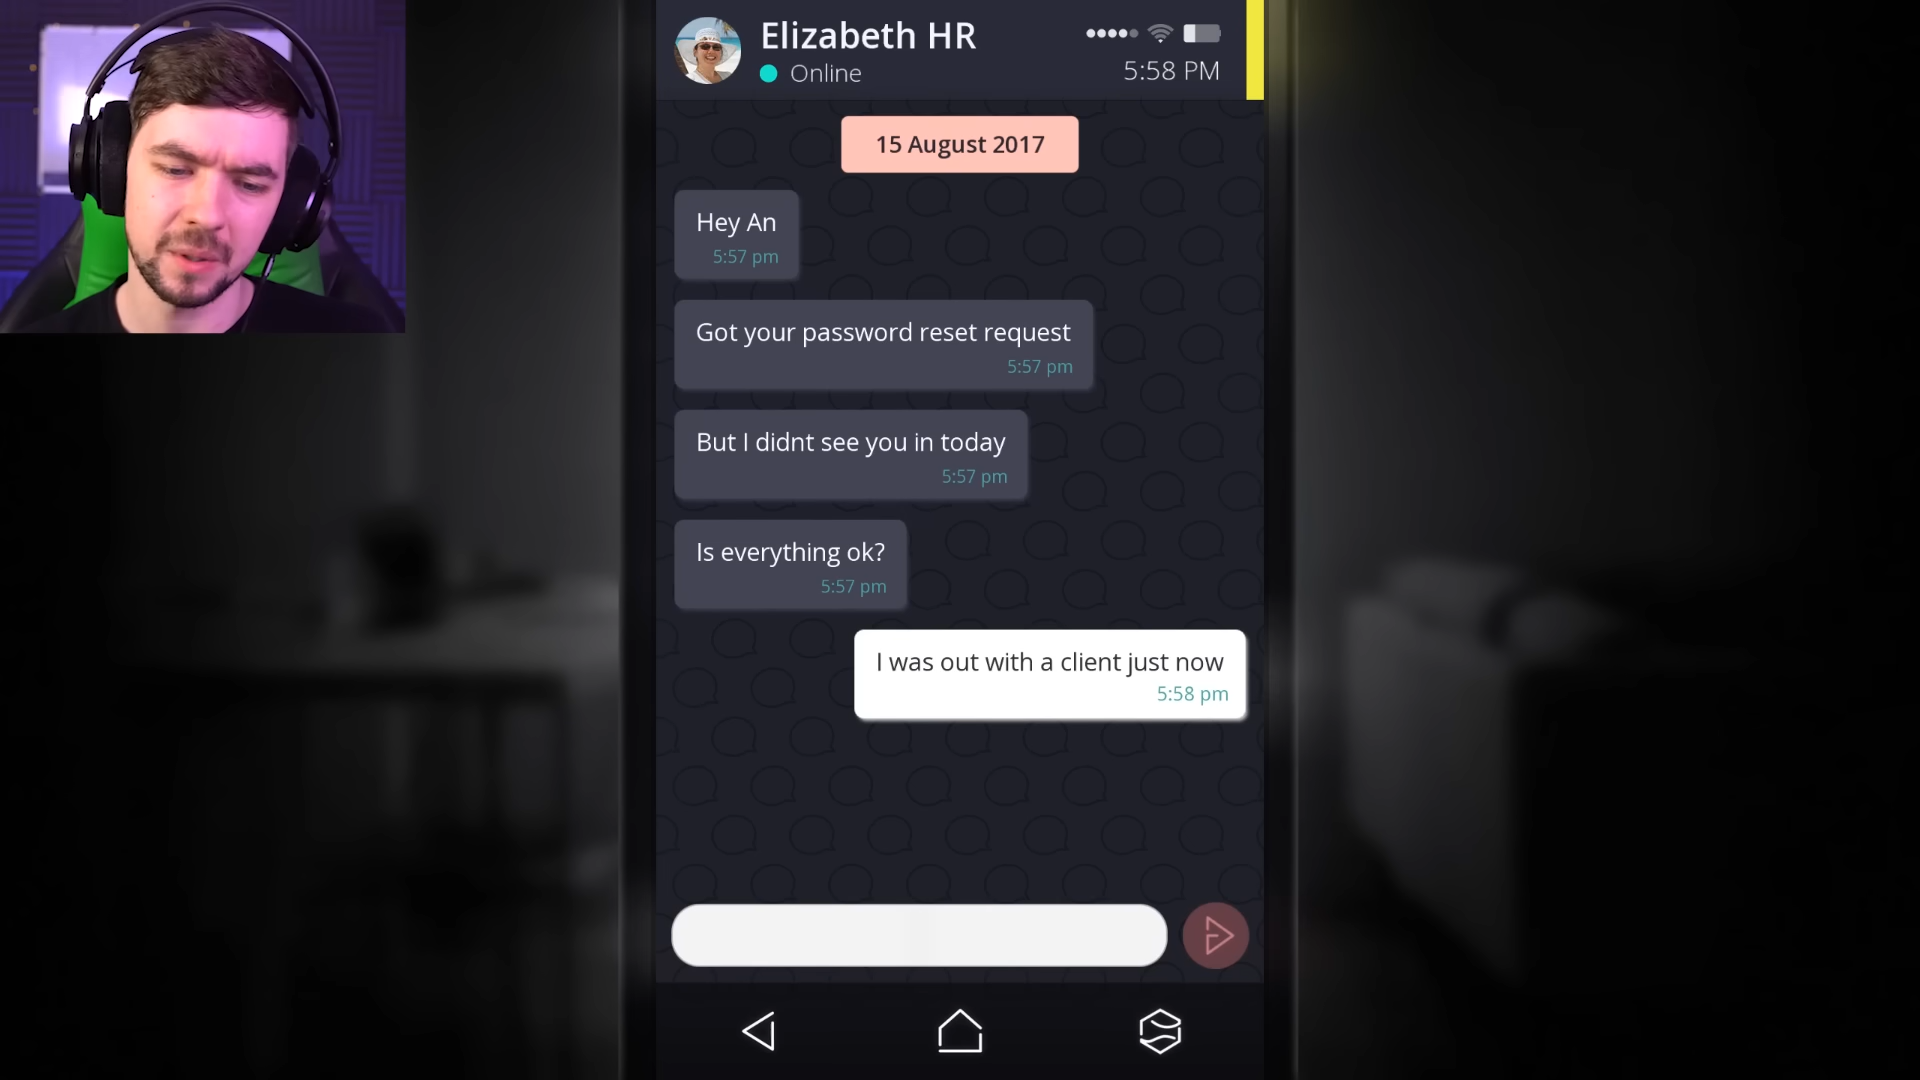 Elizabeth HR
Online
5:58 PM
15 August 2017
Hey An
5:57 pm
Got your password reset request
5:57 pm
But I didnt see you in today
5:57 pm
Is everything ok?
5:57 pm
I was out with a client just now
5:58 pm